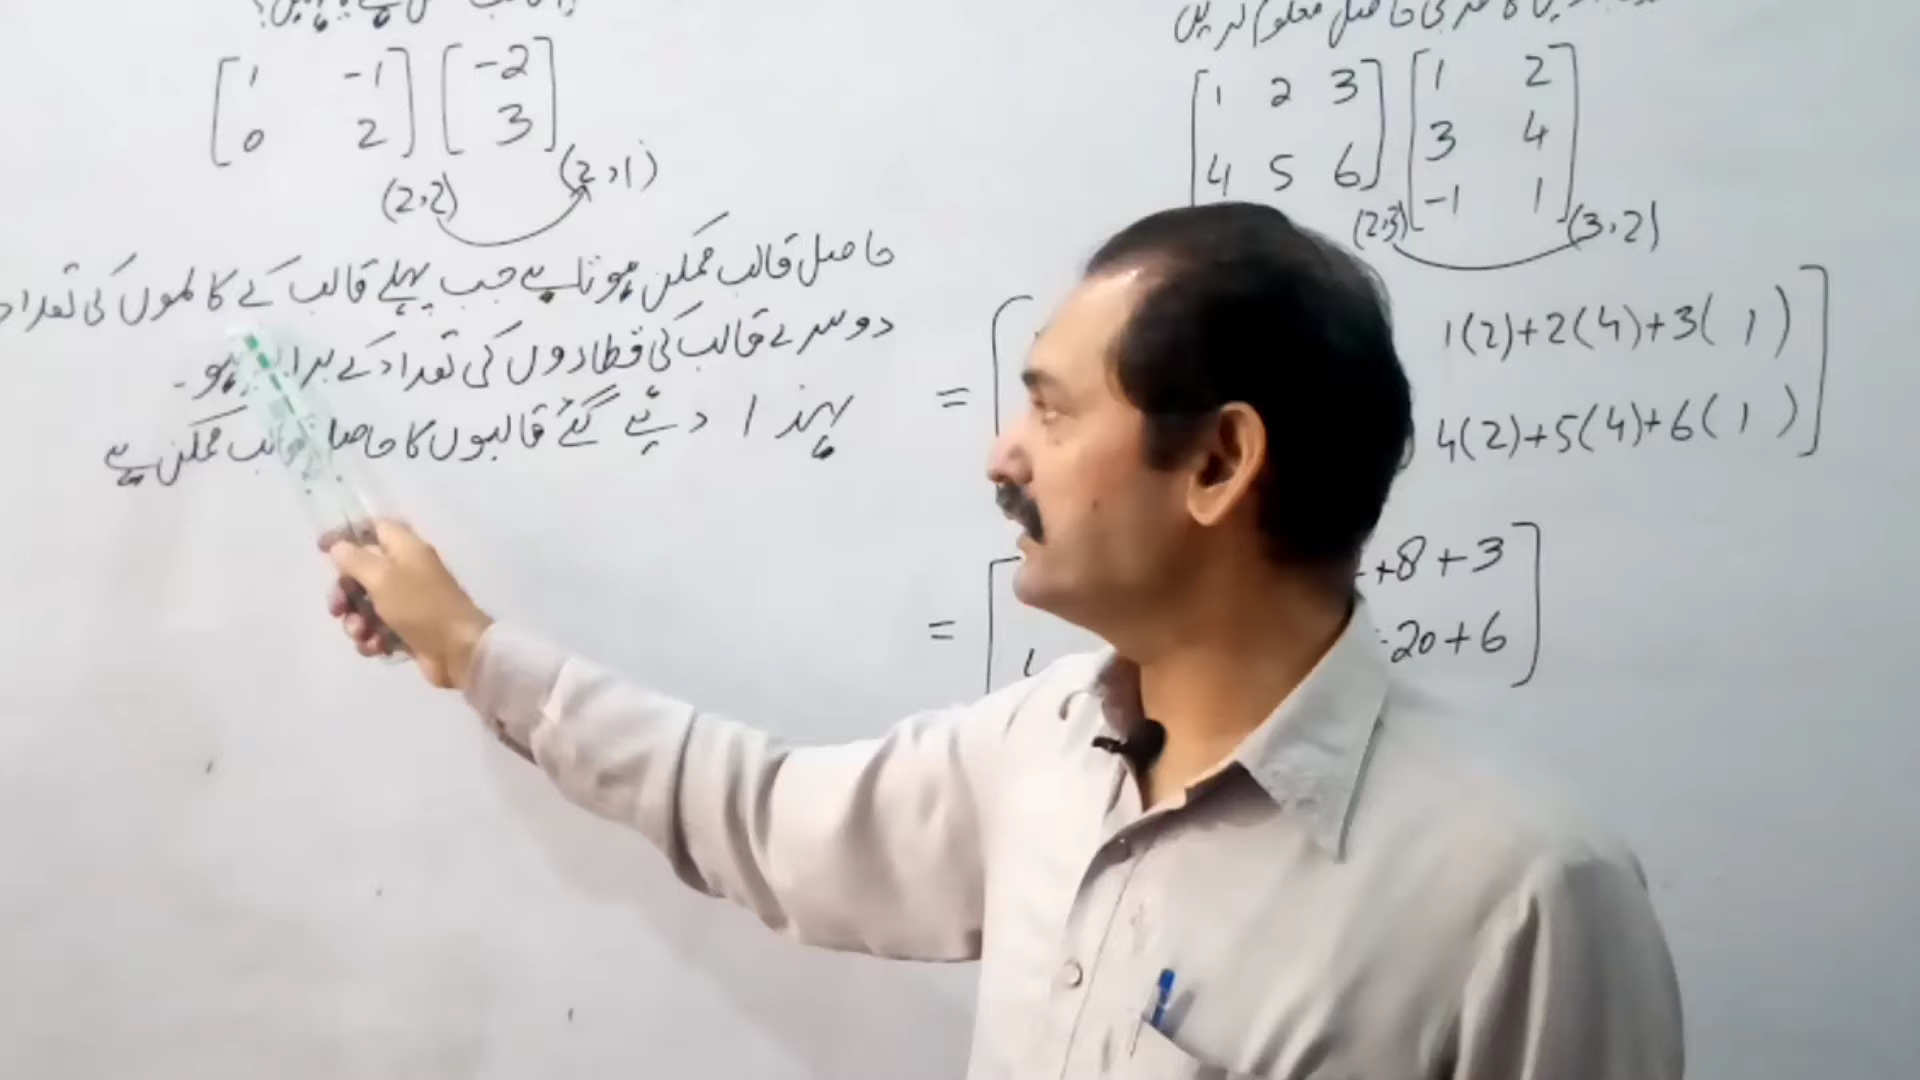 [1 -1] [-2]
[0 2] [3]
(2,2) (2,1)
حاصل قالب ممکن ہوتا ہے جب پہلے قالب کے کالموں کی تعداد
دوسرے قالب کی قطاروں کی تعداد کے ہو۔
لہذا دیئے گئے قالبوں کا ممکن ہے
معلوم کریں
[1 2 3] [1 2]
[3 4]
[4 5 6] [-1 1]
(2,3) (3,2)
= [ 1(2)+2(4)+3(1) ]
4(2)+5(4)+6(1) ]
= [ +8+3 ]
20+6 ]